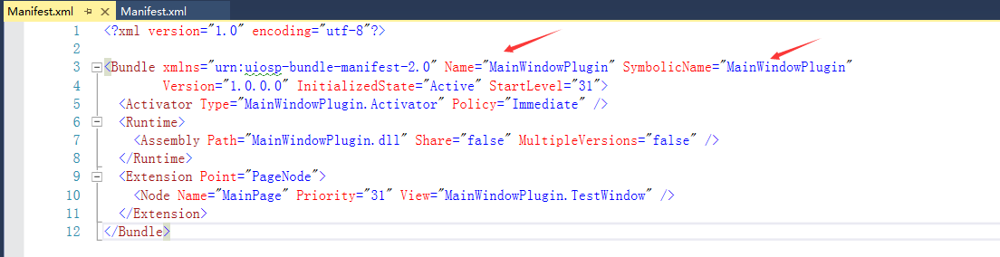 Manifest.xml Manifest.xml
1 <?xml version="1.0" encoding="utf-8"?>
2
3 <Bundle xmlns="urn:uiosp-bundle-manifest-2.0" Name="MainWindowPlugin" SymbolicName="MainWindowPlugin"
4 Version="1.0.0.0" InitializedState="Active" StartLevel="31">
5 <Activator Type="MainWindowPlugin.Activator" Policy="Immediate" />
6 <Runtime>
7 <Assembly Path="MainWindowPlugin.dll" Share="false" MultipleVersions="false" />
8 </Runtime>
9 <Extension Point="PageNode">
10 <Node Name="MainPage" Priority="31" View="MainWindowPlugin.TestWindow" />
11 </Extension>
12 </Bundle>